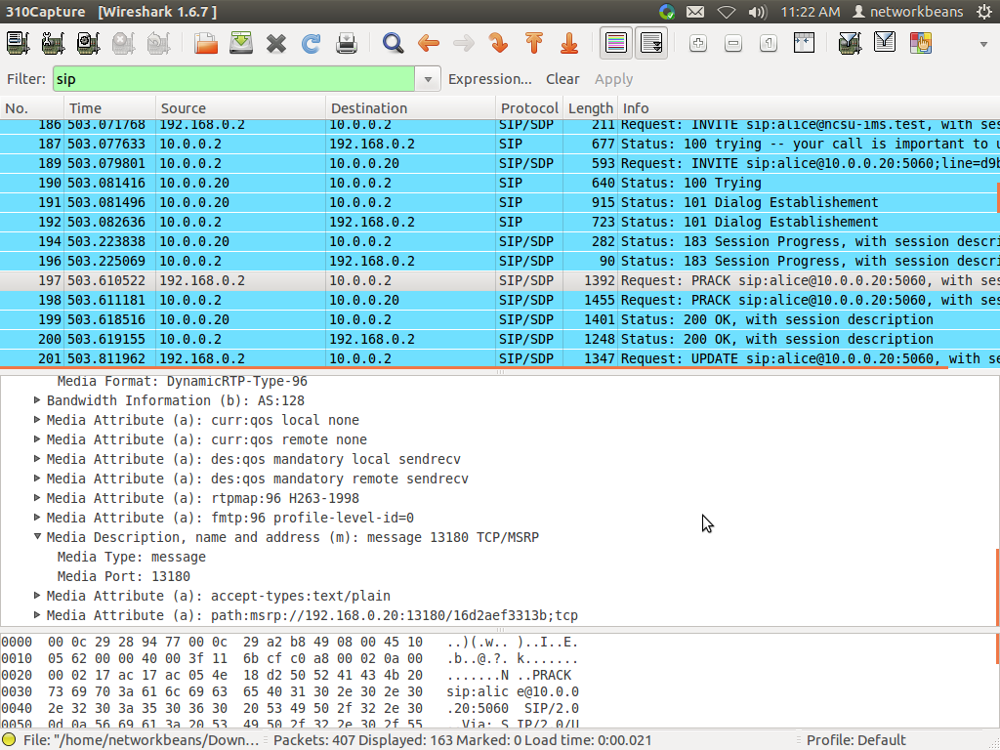 310Capture [Wireshark 1.6.7 ] 11:22 AM networkbeans
Filter: sip Expression... Clear Apply
No. Time Source Destination Protocol Length Info
186 503.071768 192.168.0.2 10.0.0.2 SIP/SDP 211 Request: INVITE sip:alice@ncsu-ims.test, with ses
187 503.077633 10.0.0.2 192.168.0.2 SIP 677 Status: 100 trying -- your call is important to u
189 503.079801 10.0.0.2 10.0.0.20 SIP/SDP 593 Request: INVITE sip:alice@10.0.0.20:5060;line=d9b
190 503.081416 10.0.0.20 10.0.0.2 SIP 640 Status: 100 Trying
191 503.081496 10.0.0.20 10.0.0.2 SIP 915 Status: 101 Dialog Establishement
192 503.082636 10.0.0.2 192.168.0.2 SIP 723 Status: 101 Dialog Establishement
194 503.223838 10.0.0.20 10.0.0.2 SIP/SDP 282 Status: 183 Session Progress, with session descri
196 503.225069 10.0.0.2 192.168.0.2 SIP/SDP 90 Status: 183 Session Progress, with session descri
197 503.610522 192.168.0.2 10.0.0.2 SIP/SDP 1392 Request: PRACK sip:alice@10.0.0.20:5060, with ses
198 503.611181 10.0.0.2 10.0.0.20 SIP/SDP 1455 Request: PRACK sip:alice@10.0.0.20:5060, with ses
199 503.618516 10.0.0.20 10.0.0.2 SIP/SDP 1401 Status: 200 OK, with session description
200 503.619155 10.0.0.2 192.168.0.2 SIP/SDP 1248 Status: 200 OK, with session description
201 503.811962 192.168.0.2 10.0.0.2 SIP/SDP 1347 Request: UPDATE sip:alice@10.0.0.20:5060, with se
Media Format: DynamicRTP-Type-96
Bandwidth Information (b): AS:128
Media Attribute (a): curr:qos local none
Media Attribute (a): curr:qos remote none
Media Attribute (a): des:qos mandatory local sendrecv
Media Attribute (a): des:qos mandatory remote sendrecv
Media Attribute (a): rtpmap:96 H263-1998
Media Attribute (a): fmtp:96 profile-level-id=0
Media Description, name and address (m): message 13180 TCP/MSRP
Media Type: message
Media Port: 13180
Media Attribute (a): accept-types:text/plain
Media Attribute (a): path:msrp://192.168.0.20:13180/16d2aef3313b;tcp
0000 00 0c 29 28 94 77 00 0c 29 a2 b8 49 08 00 45 10 ..)(.w.. )..I..E.
0010 05 62 00 00 40 00 3f 11 6b cf c0 a8 00 02 0a 00 .b..@.?. k.......
0020 00 02 17 ac 17 ac 05 4e 18 d2 50 52 41 43 4b 20 .......N ..PRACK
0030 73 69 70 3a 61 6c 69 63 65 40 31 30 2e 30 2e 30 sip:alic e@10.0.0
0040 2e 32 30 3a 35 30 36 30 20 53 49 50 2f 32 2e 30 .20:5060 SIP/2.0
0050 0d 0a 56 69 61 3a 20 53 49 50 2f 32 2e 30 2f 55 ..Via: S IP/2.0/U
File: "/home/networkbeans/Down... Packets: 407 Displayed: 163 Marked: 0 Load time: 0:00.021 Profile: Default